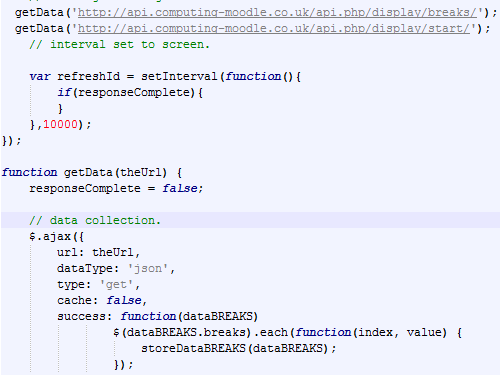 getData('http://api.computing-moodle.co.uk/api.php/display/breaks/');
getData('http://api.computing-moodle.co.uk/api.php/display/start/');
// interval set to screen.
var refreshId = setInterval(function(){
if(responseComplete){
}
},10000);
});
function getData(theUrl) {
responseComplete = false;
// data collection.
$.ajax({
url: theUrl,
dataType: 'json',
type: 'get',
cache: false,
success: function(dataBREAKS)
$(dataBREAKS.breaks).each(function(index, value) {
storeDataBREAKS(dataBREAKS);
});